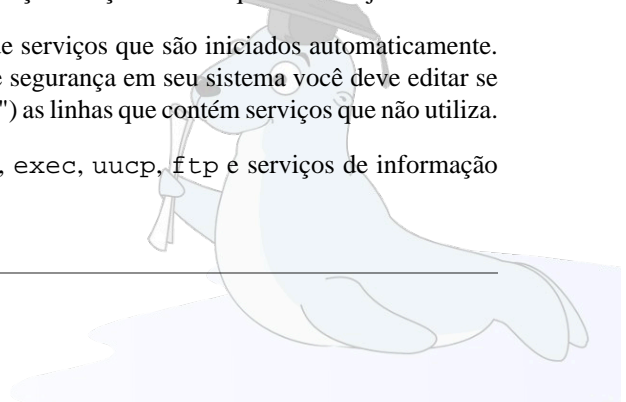 e serviços que são iniciados automaticamente.
e segurança em seu sistema você deve editar se
") as linhas que contém serviços que não utiliza.
, exec, uucp, ftp e serviços de informação